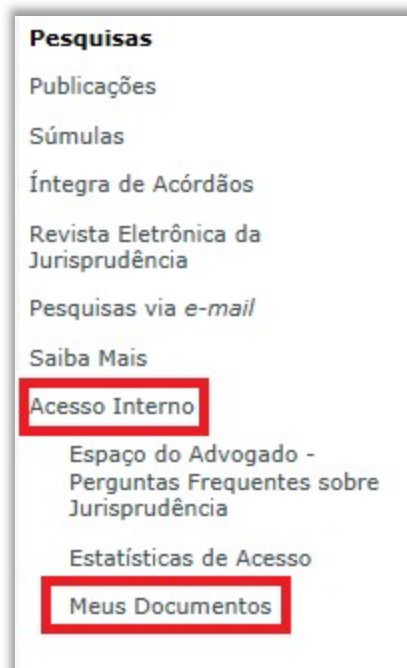 Pesquisas
Publicações
Súmulas
Íntegra de Acórdãos
Revista Eletrônica da
Jurisprudência
Pesquisas via e-mail
Saiba Mais
Acesso Interno
Espaço do Advogado -
Perguntas Frequentes sobre
Jurisprudência
Estatísticas de Acesso
Meus Documentos